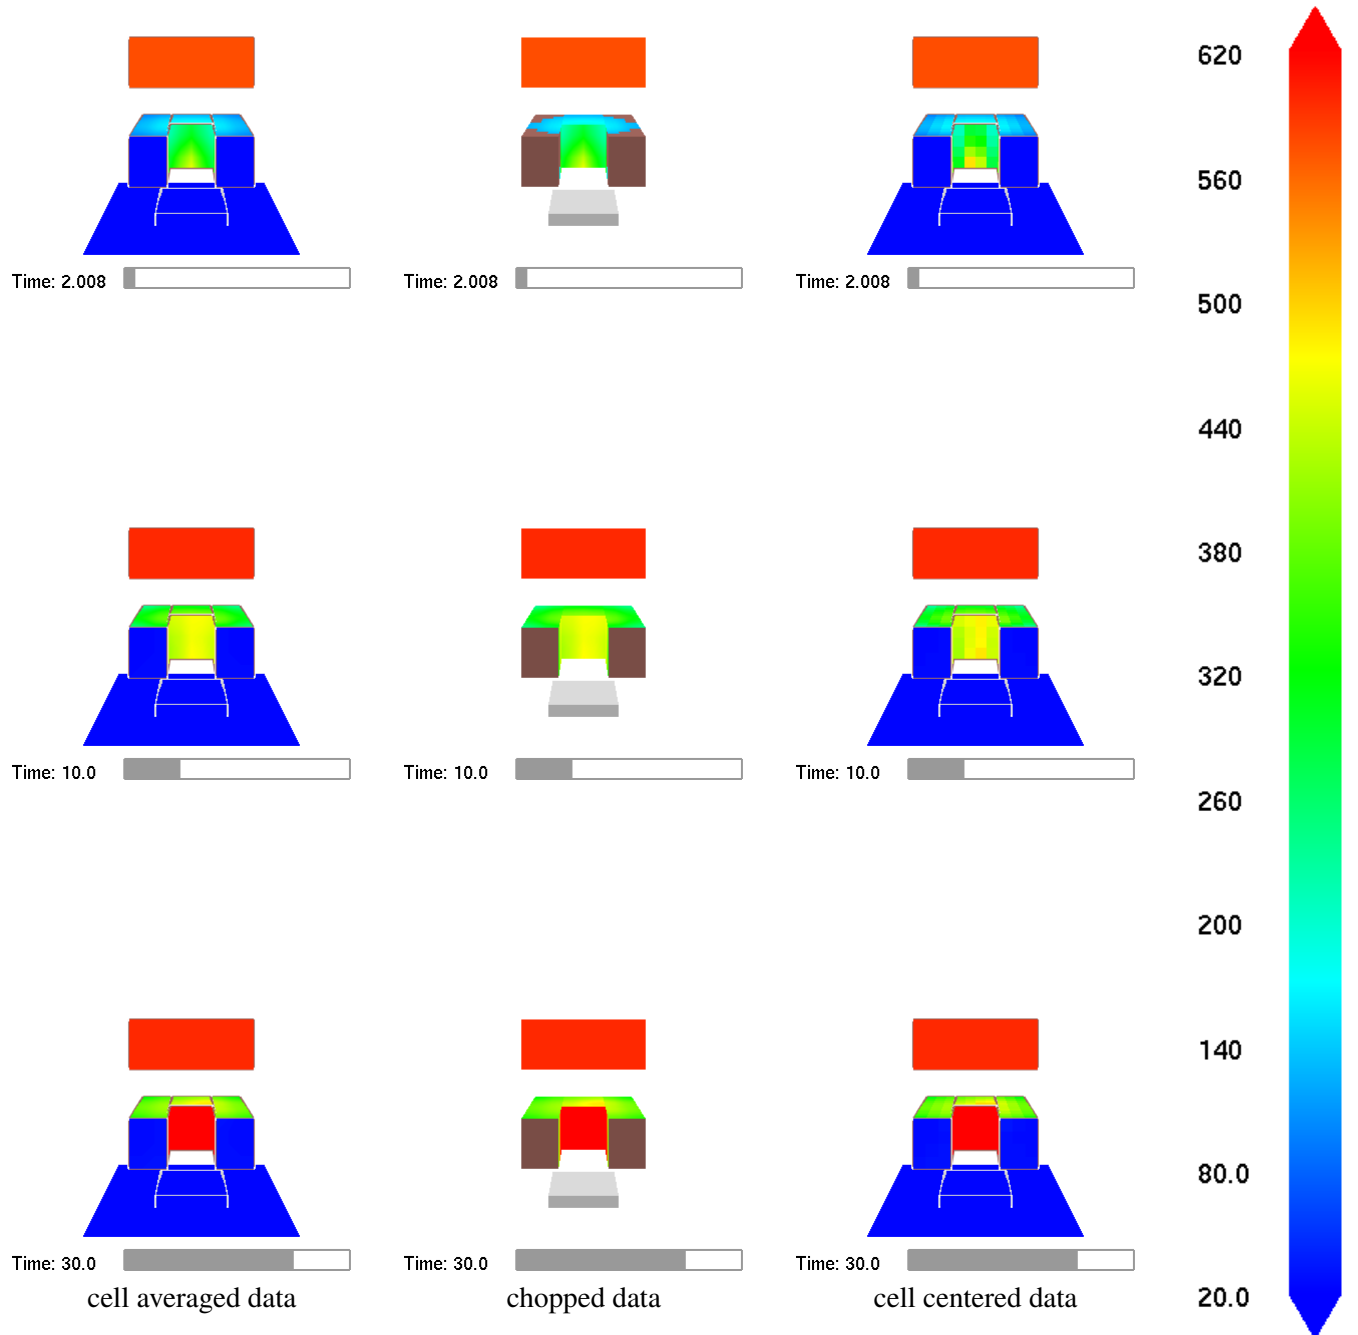 620
560
Time: 2.008 Time: 2.008 Time: 2.008
500
440
380
320
Time: 10.0 Time: 10.0 Time: 10.0
260
200
140
80.0
Time: 30.0 Time: 30.0 Time: 30.0
cell averaged data chopped data cell centered data
20.0